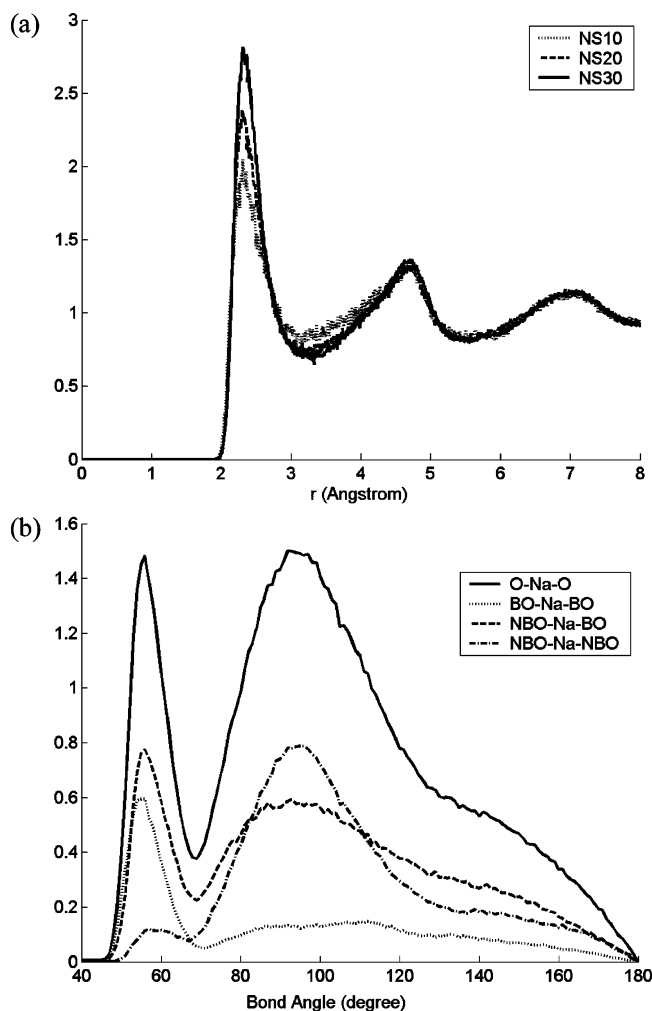 (a)
3
2.5
2
1.5
1
0.5
0
0 1 2 3 4 5 6 7 8
r (Angstrom)
NS10
NS20
NS30
(b)
1.6
1.4
1.2
1
0.8
0.6
0.4
0.2
0
40 60 80 100 120 140 160 180
Bond Angle (degree)
O-Na-O
BO-Na-BO
NBO-Na-BO
NBO-Na-NBO